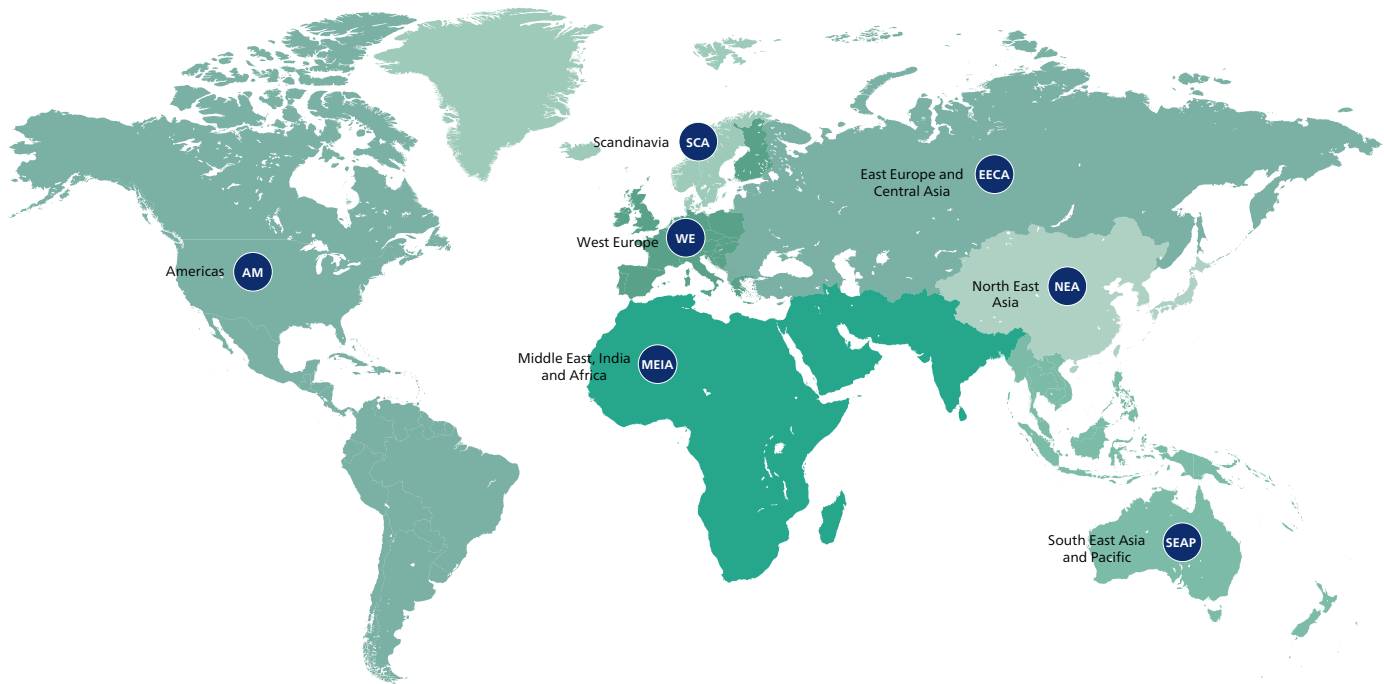 Scandinavia
SCA
East Europe and
Central Asia
EECA
West Europe
WE
Americas
AM
North East
Asia
NEA
Middle East, India
and Africa
MEIA
South East Asia
and Pacific
SEAP